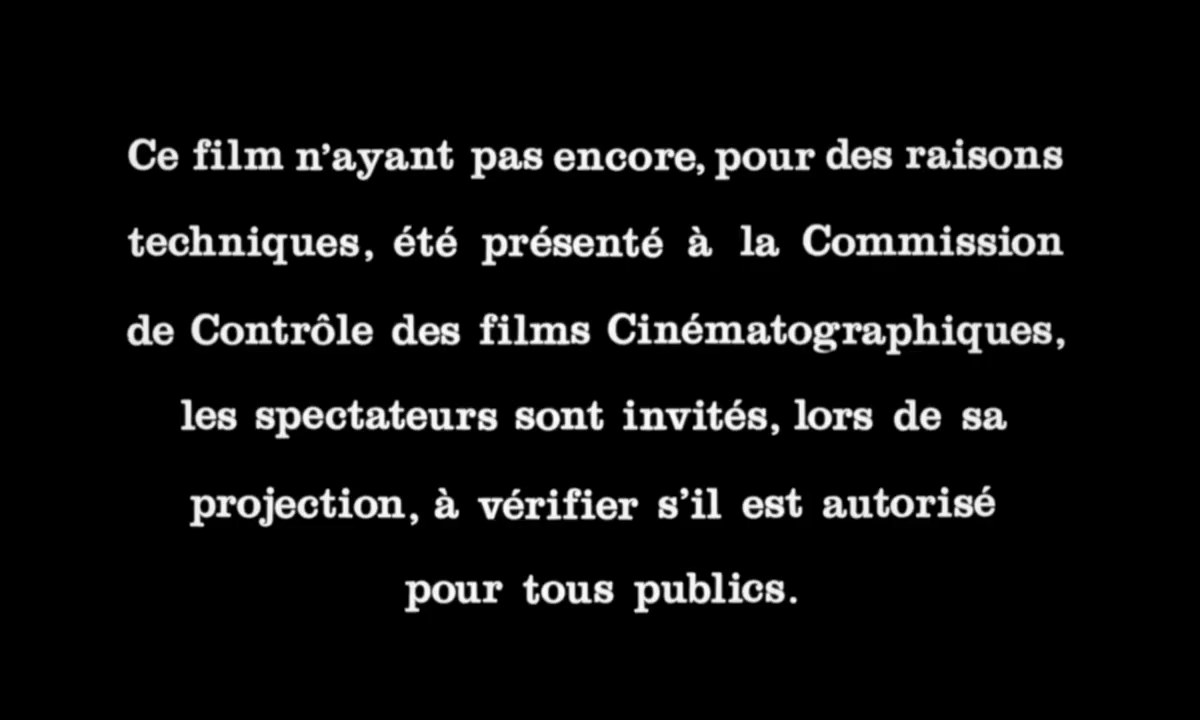 Ce film n'ayant pas encore, pour des raisons
techniques, été présenté à la Commission
de Contrôle des films Cinématographiques,
les spectateurs sont invités, lors de sa
projection, à vérifier s'il est autorisé
pour tous publics.